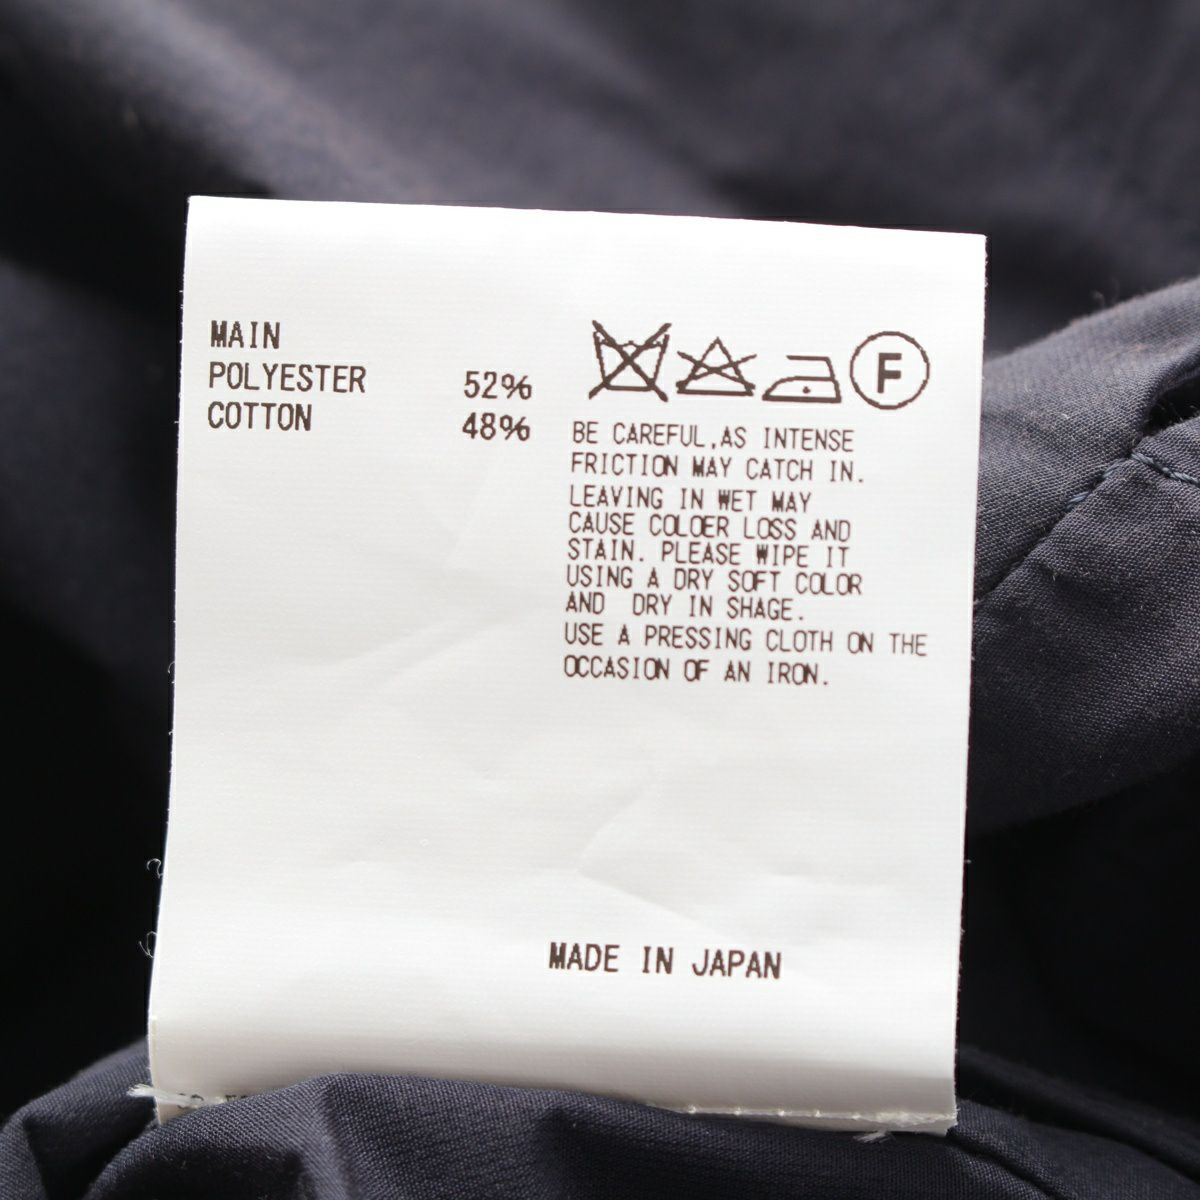 MAIN
POLYESTER 52%
COTTON 48%
F
BE CAREFUL,AS INTENSE
FRICTION MAY CATCH IN.
LEAVING IN WET MAY
CAUSE COLOER LOSS AND
STAIN. PLEASE WIPE IT
USING A DRY SOFT COLOR
AND DRY IN SHAGE.
USE A PRESSING CLOTH ON THE
OCCASION OF AN IRON.
MADE IN JAPAN